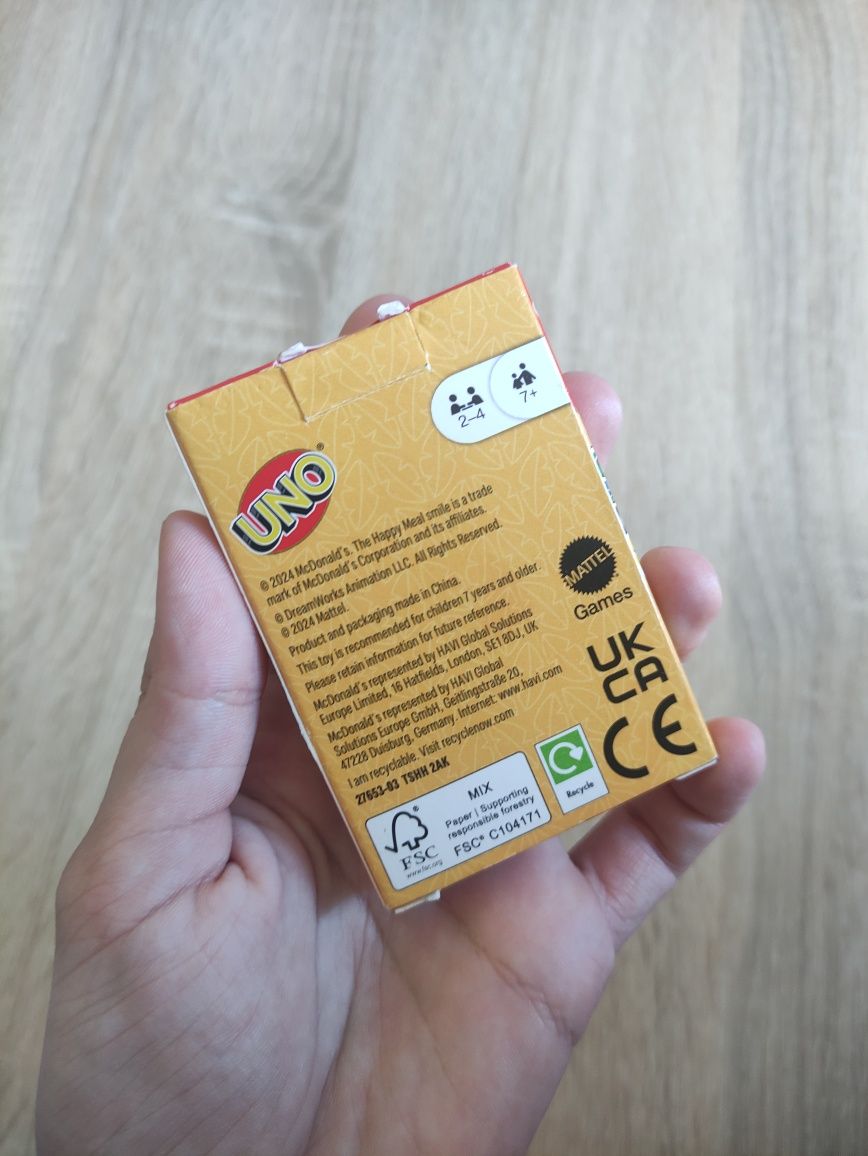 2–4
7+
UNO®
© 2024 McDonald's. The Happy Meal smile is a trade
mark of McDonald's Corporation and its affiliates.
© DreamWorks Animation LLC. All Rights Reserved.
© 2024 Mattel.
Product and packaging made in China.
This toy is recommended for children 7 years and older.
Please retain information for future reference.
McDonald's represented by HAVI Global Solutions
Europe Limited, 16 Hatfields, London, SE1 8DJ, UK
McDonald's represented by HAVI Global
Solutions Europe GmbH, Geitlingstraße 20,
47228 Duisburg, Germany. Internet: www.havi.com
I am recyclable. Visit recyclenow.com
27653-03 TSHH 2AK
MATTEL
Games
UK
CA
CE
FSC®
www.fsc.org
MIX
Paper | Supporting
responsible forestry
FSC® C104171
Recycle